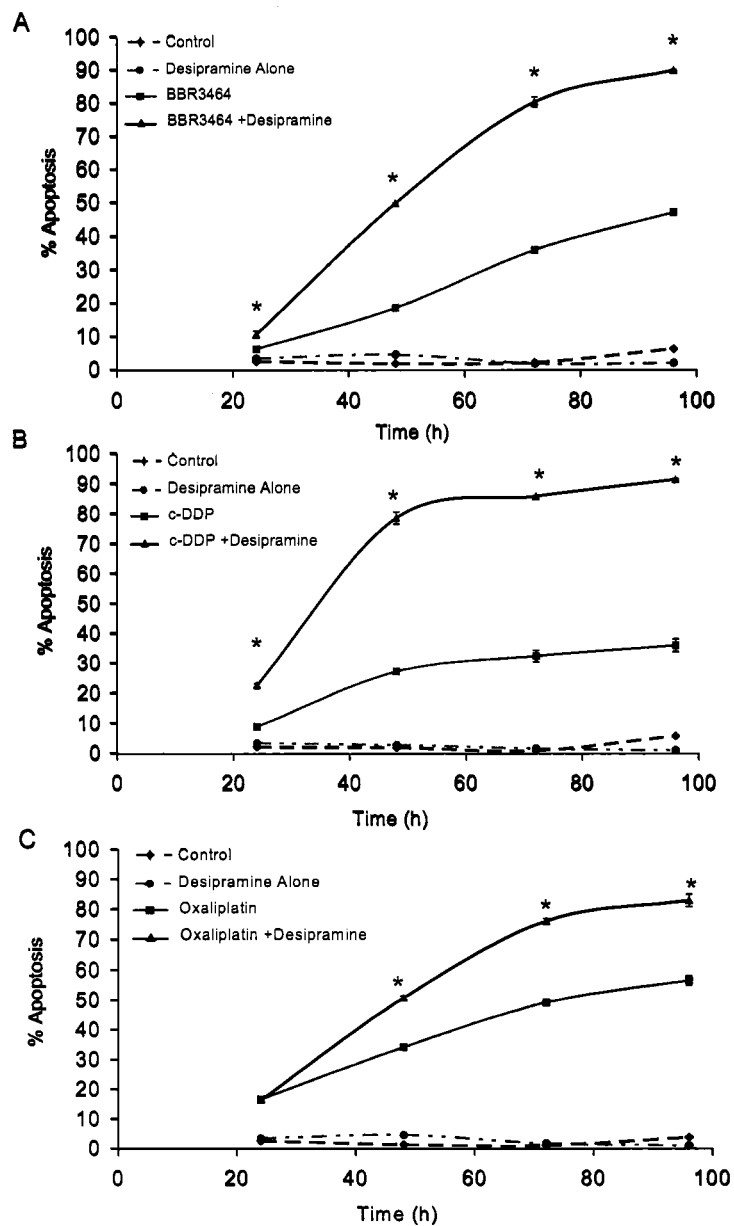 A
Control
Desipramine Alone
BBR3464
BBR3464 +Desipramine
% Apoptosis
100
90
80
70
60
50
40
30
20
10
0
* * * *
0 20 40 60 80 100
Time (h)
B
Control
Desipramine Alone
c-DDP
c-DDP +Desipramine
% Apoptosis
100
90
80
70
60
50
40
30
20
10
0
* * * *
0 20 40 60 80 100
Time (h)
C
Control
Desipramine Alone
Oxaliplatin
Oxaliplatin +Desipramine
% Apoptosis
100
90
80
70
60
50
40
30
20
10
0
* * *
0 20 40 60 80 100
Time (h)